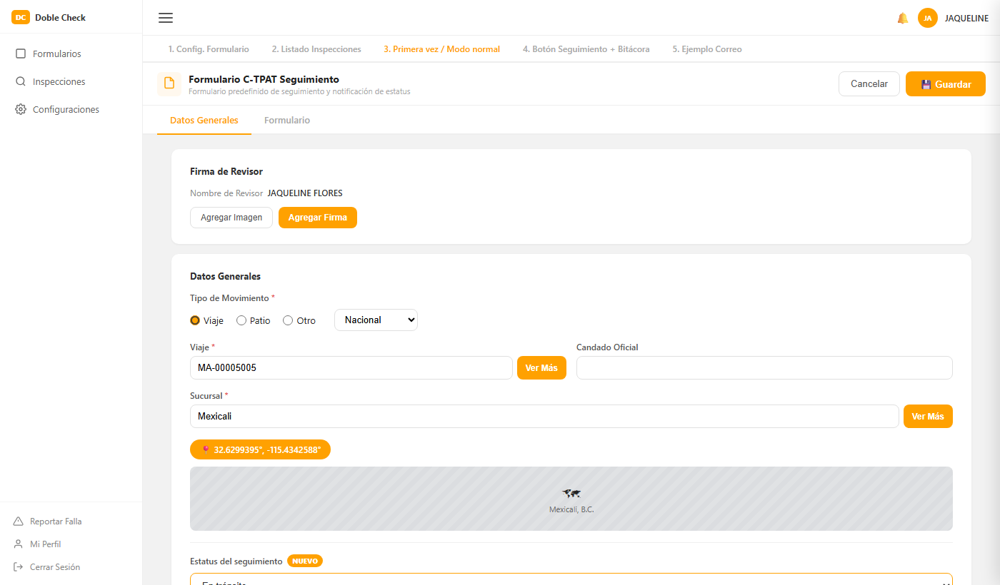 DC Doble Check
JA JAQUELINE
Formularios
Inspecciones
Configuraciones
1. Config. Formulario 2. Listado Inspecciones 3. Primera vez / Modo normal 4. Botón Seguimiento + Bitácora 5. Ejemplo Correo
Formulario C-TPAT Seguimiento
Formulario predefinido de seguimiento y notificación de estatus
Cancelar Guardar
Datos Generales Formulario
Firma de Revisor
Nombre de Revisor JAQUELINE FLORES
Agregar Imagen Agregar Firma
Datos Generales
Tipo de Movimiento *
Viaje Patio Otro Nacional
Viaje * Candado Oficial
MA-00005005 Ver Más
Sucursal *
Mexicali Ver Más
32.6299395°, -115.4342588°
Mexicali, B.C.
Estatus del seguimiento NUEVO
En tránsito
Reportar Falla
Mi Perfil
Cerrar Sesión